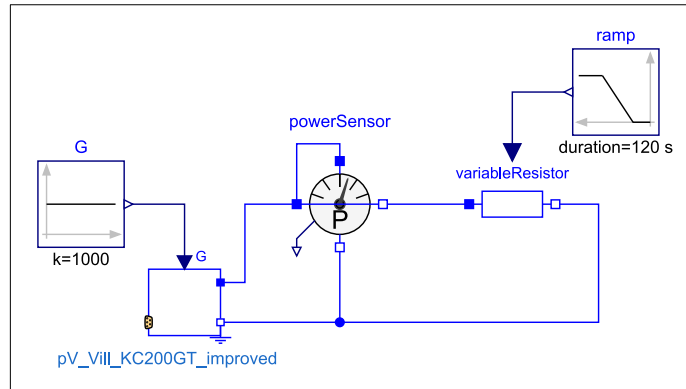 ramp
duration=120 s
powerSensor
variableResistor
G
k=1000
P
G
pV_Vill_KC200GT_improved